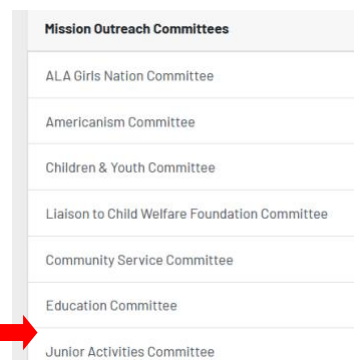 Mission Outreach Committees
ALA Girls Nation Committee
Americanism Committee
Children & Youth Committee
Liaison to Child Welfare Foundation Committee
Community Service Committee
Education Committee
Junior Activities Committee